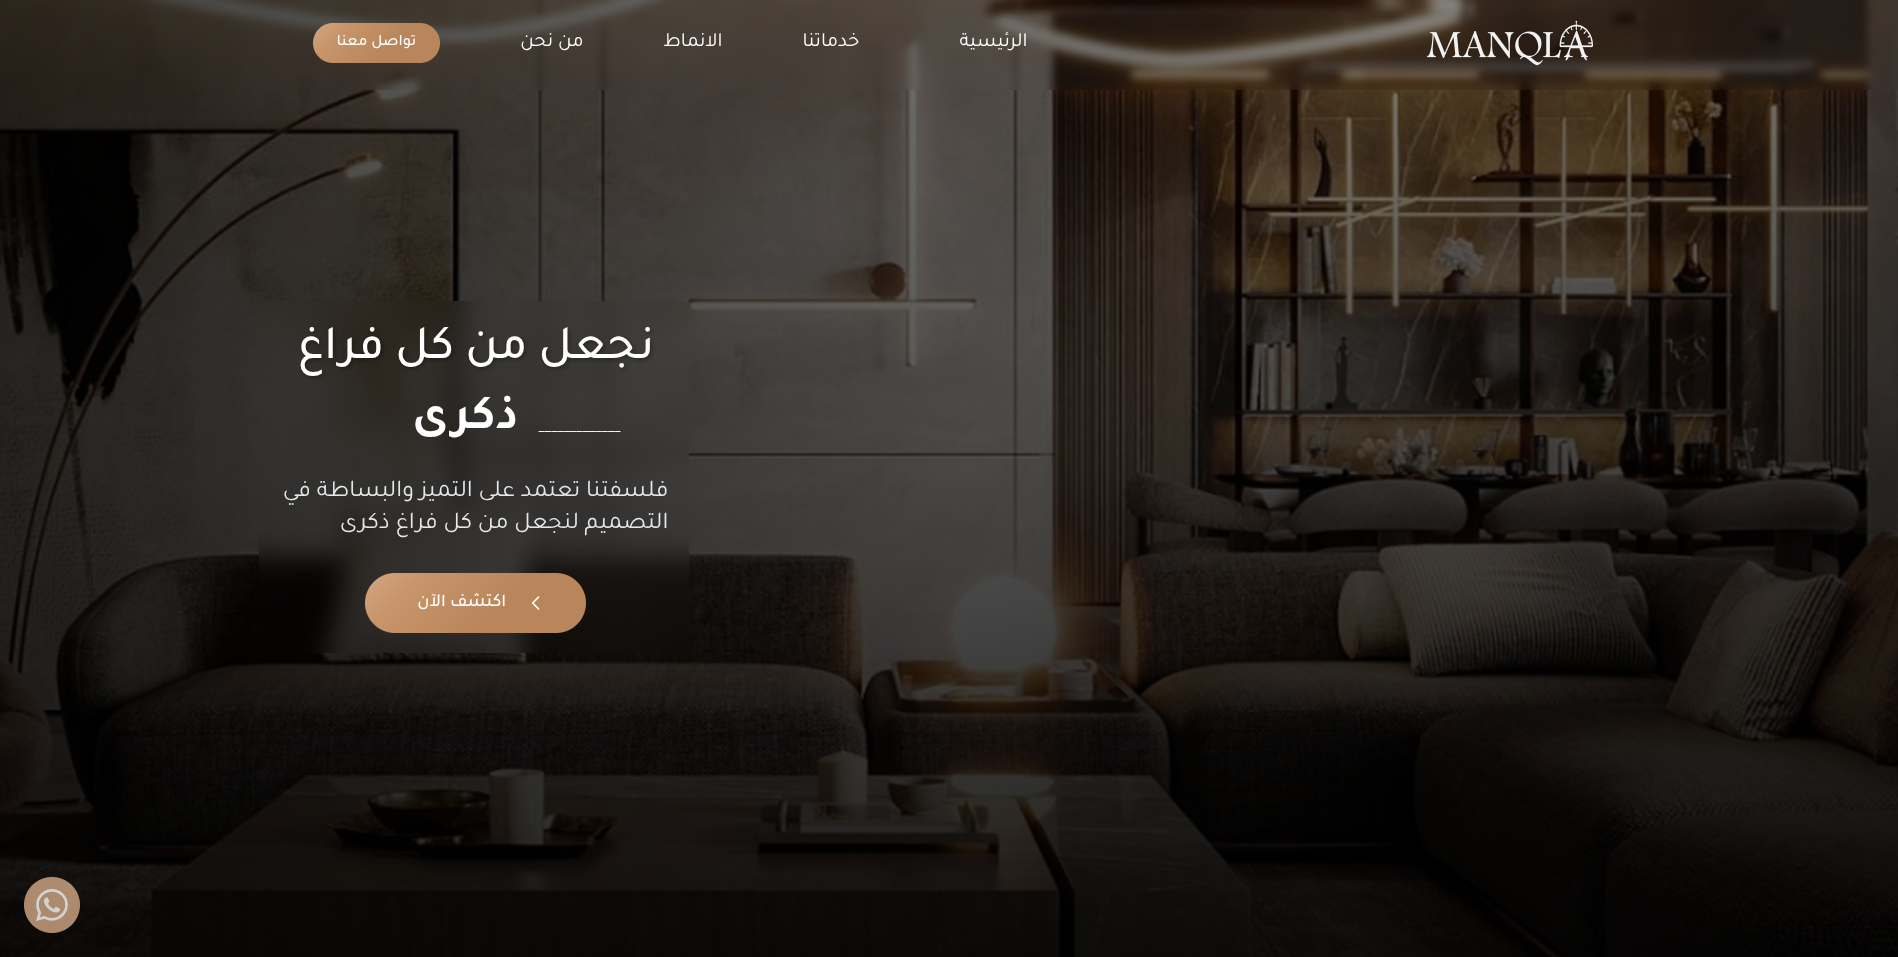 MANQLA
الرئيسية
خدماتنا
الانماط
من نحن
تواصل معنا
نجعل من كل فراغ
ذكرى
فلسفتنا تعتمد على التميز والبساطة في
التصميم لنجعل من كل فراغ ذكرى
اكتشف الآن